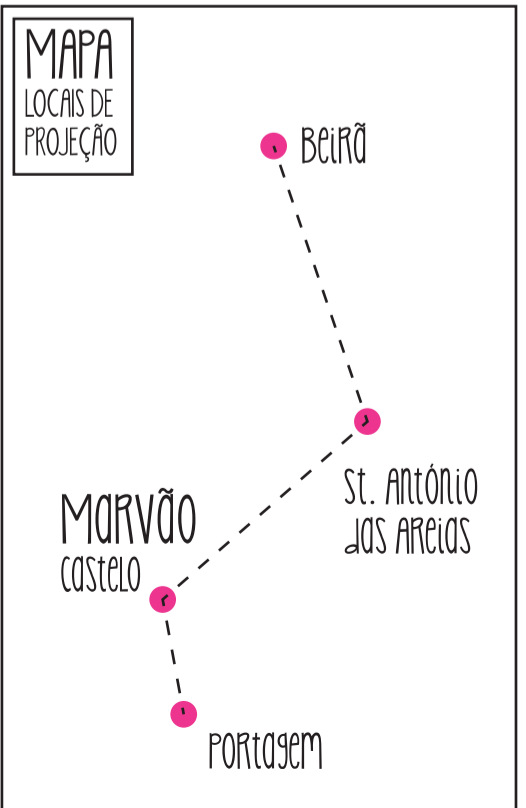 MAPA
LOCAIS DE
PROJEÇÃO
BEIRÃ
ST. ANTÓNIO
DAS AREIAS
MARVÃO
CASTELO
PORTAGEM